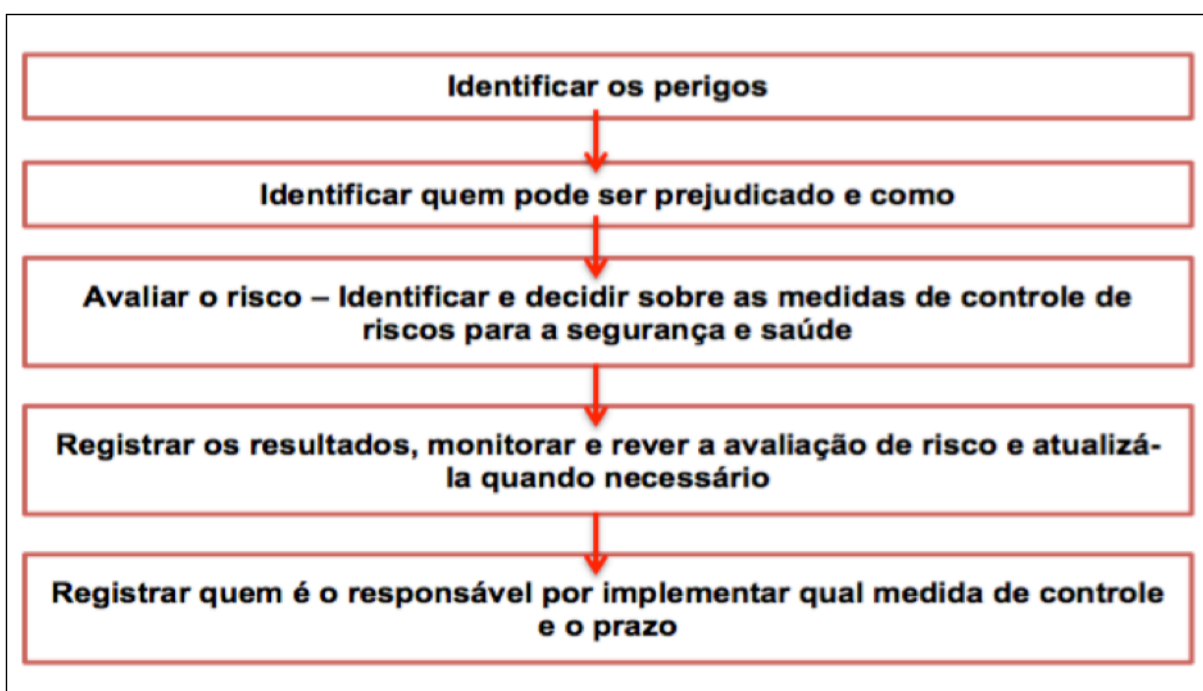 Identificar os perigos
Identificar quem pode ser prejudicado e como
Avaliar o risco – Identificar e decidir sobre as medidas de controle de
riscos para a segurança e saúde
Registrar os resultados, monitorar e rever a avaliação de risco e atualizá-
la quando necessário
Registrar quem é o responsável por implementar qual medida de controle
e o prazo